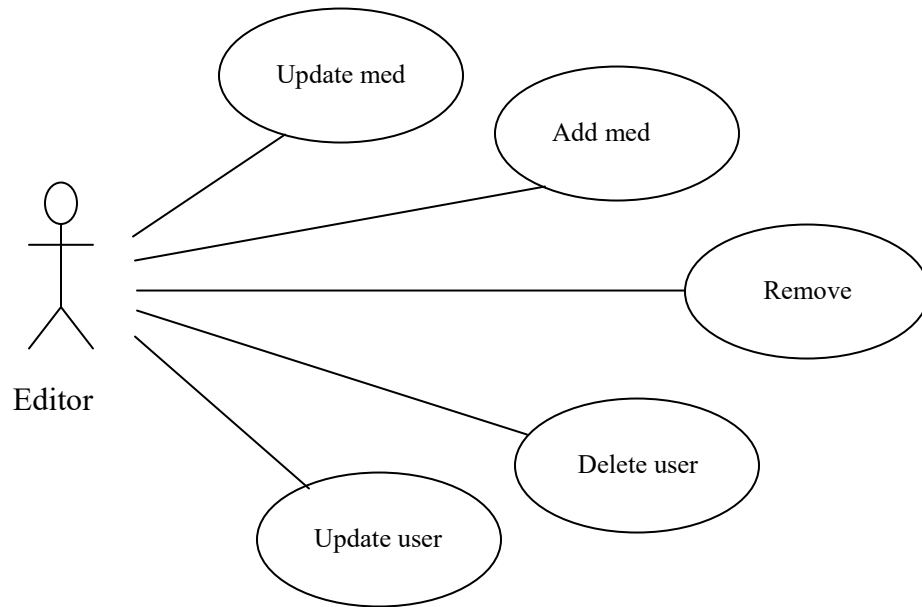 Update med
Add med
Remove
Editor
Delete user
Update user